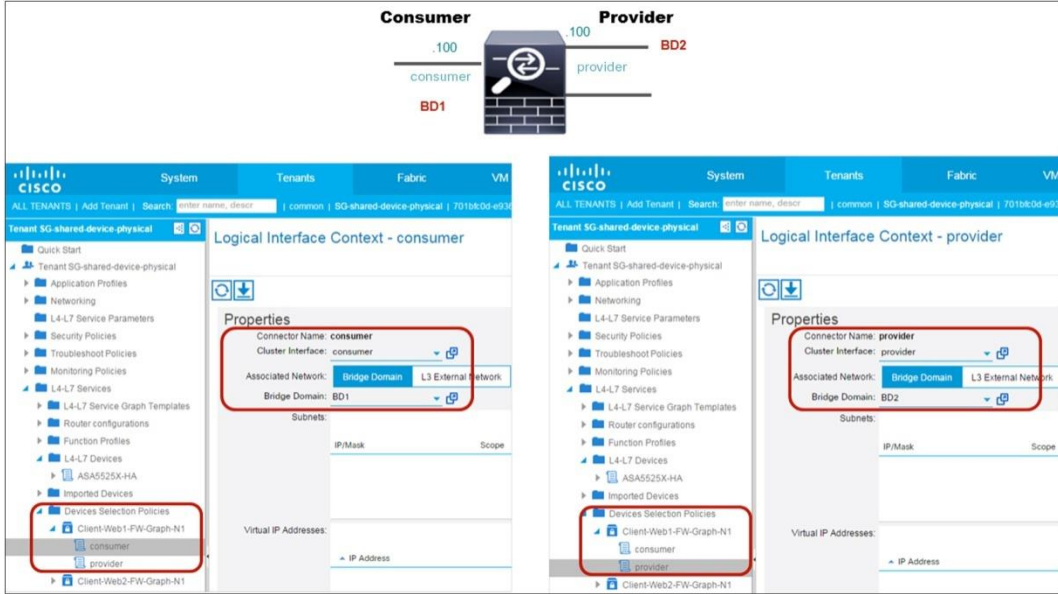 Consumer
Provider
.100
.100
BD2
consumer
provider
BD1
CISCO
System
Tenants
Fabric
VM
ALL TENANTS | Add Tenant | Search: enter name, descr | common | SG-shared-device-physical |
Tenant SG-shared-device-physical
Quick Start
Tenant SG-shared-device-physical
Application Profiles
Networking
L4-L7 Service Parameters
Security Policies
Troubleshoot Policies
Monitoring Policies
L4-L7 Services
L4-L7 Service Graph Templates
Router configurations
Function Profiles
L4-L7 Devices
ASA5525X-HA
Imported Devices
Devices Selection Policies
Client-Web1-FW-Graph-N1
consumer
provider
Client-Web2-FW-Graph-N1
Logical Interface Context - consumer
Properties
Connector Name: consumer
Cluster Interface: consumer
Associated Network: Bridge Domain L3 External Network
Bridge Domain: BD1
Subnets:
IP/Mask Scope
Virtual IP Addresses:
IP Address
CISCO
System
Tenants
Fabric
VM
ALL TENANTS | Add Tenant | Search: enter name, descr | common | SG-shared-device-physical |
Tenant SG-shared-device-physical
Quick Start
Tenant SG-shared-device-physical
Application Profiles
Networking
L4-L7 Service Parameters
Security Policies
Troubleshoot Policies
Monitoring Policies
L4-L7 Services
L4-L7 Service Graph Templates
Router configurations
Function Profiles
L4-L7 Devices
ASA5525X-HA
Imported Devices
Devices Selection Policies
Client-Web1-FW-Graph-N1
consumer
provider
Client-Web2-FW-Graph-N1
Logical Interface Context - provider
Properties
Connector Name: provider
Cluster Interface: provider
Associated Network: Bridge Domain L3 External Network
Bridge Domain: BD2
Subnets:
IP/Mask Scope
Virtual IP Addresses:
IP Address